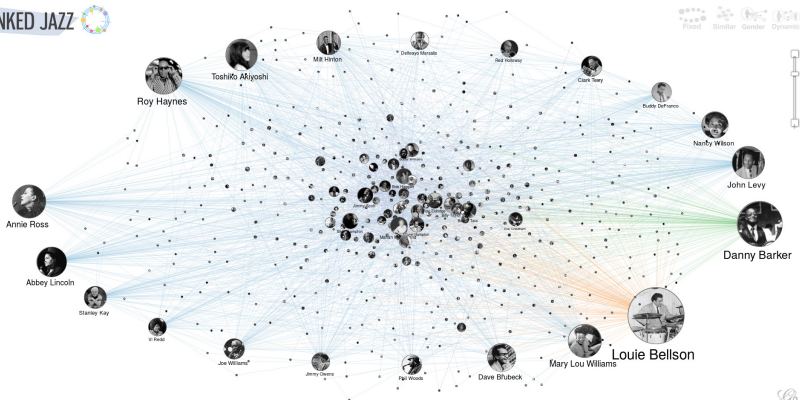 NKED JAZZ
Fixed
Similar
Gender
Dynamic
Milt Hinton
Delfeayo Marsalis
Red Holloway
Toshiko Akiyoshi
Clark Terry
Roy Haynes
Buddy DeFranco
Nancy Wilson
John Levy
Annie Ross
Danny Barker
Abbey Lincoln
Stanley Kay
Vi Redd
Louie Bellson
Joe Williams
Jimmy Owens
Phil Woods
Dave Brubeck
Mary Lou Williams